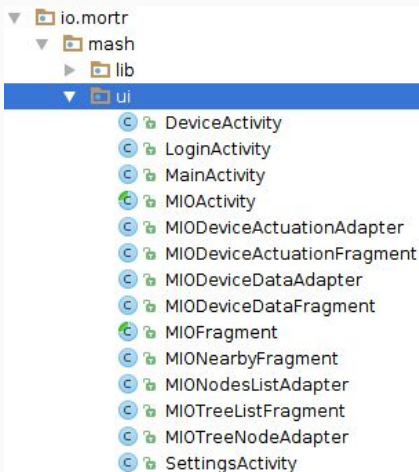 io.mortr
mash
lib
ui
DeviceActivity
LoginActivity
MainActivity
MIOActivity
MIODeviceActuationAdapter
MIODeviceActuationFragment
MIODeviceDataAdapter
MIODeviceDataFragment
MIOFragment
MIONearbyFragment
MIONodesListAdapter
MIOTreeListFragment
MIOTreeNodeAdapter
SettingsActivity